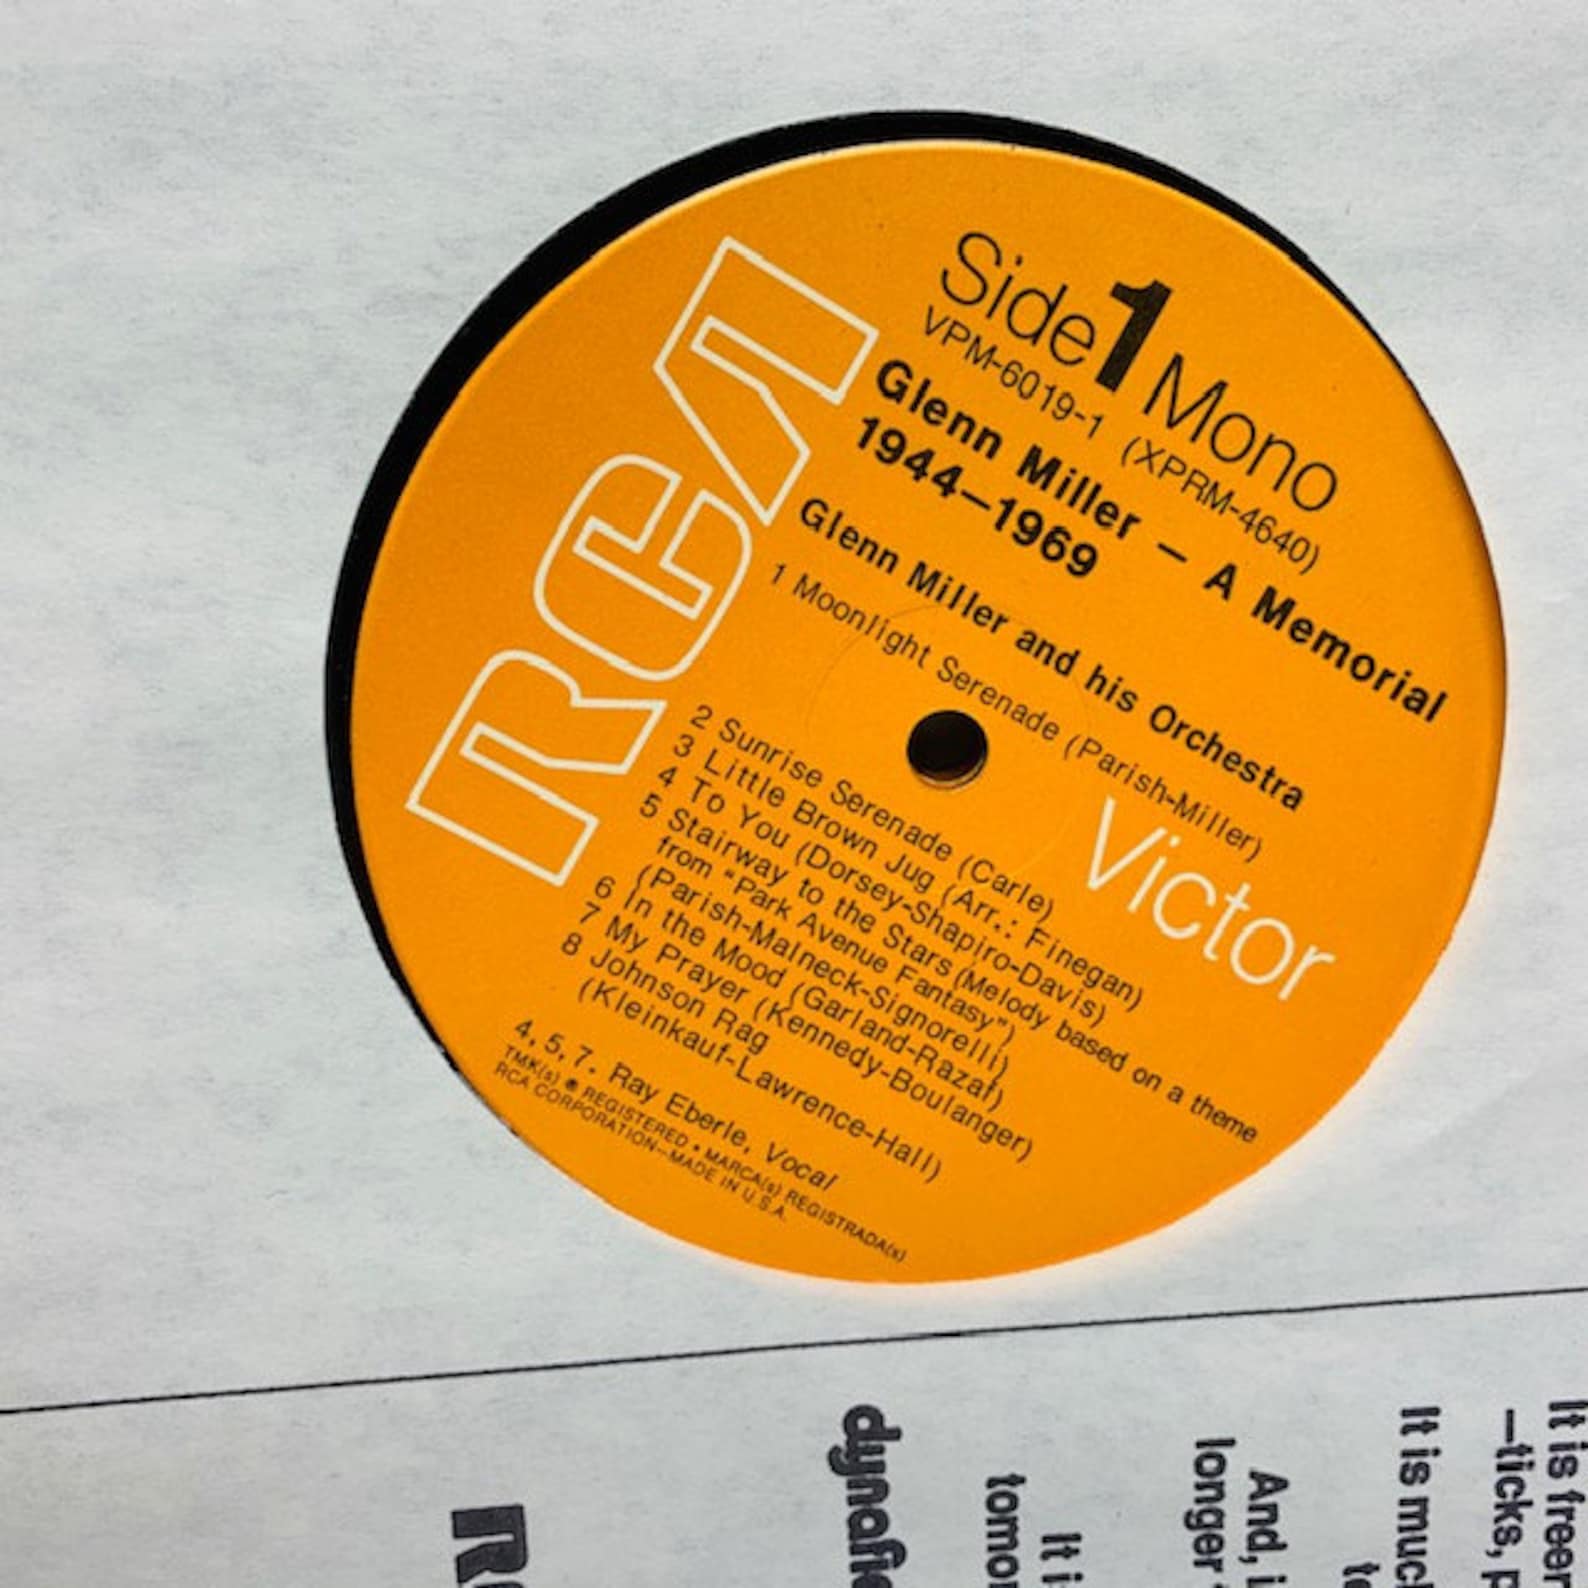 RCA
Side 1 Mono
VPM-6019-1 (XPRM-4640)
Glenn Miller – A Memorial
1944–1969
Glenn Miller and his Orchestra
1 Moonlight Serenade (Parish-Miller)
Victor
2 Sunrise Serenade (Carle)
3 Little Brown Jug (Arr.: Finegan)
4 To You (Dorsey-Shapiro-Davis)
5 Stairway to the Stars (Melody based on a theme
from "Park Avenue Fantasy")
(Parish-Malneck-Signorelli)
6 In the Mood (Garland-Razaf)
7 My Prayer (Kennedy-Boulanger)
8 Johnson Rag
(Kleinkauf-Lawrence-Hall)
4, 5, 7. Ray Eberle, Vocal
TMK(s) ® REGISTERED • MARCA(s) REGISTRADA(s)
RCA CORPORATION–MADE IN U.S.A.
It is freer
–ticks,
It is
And,
longer
It